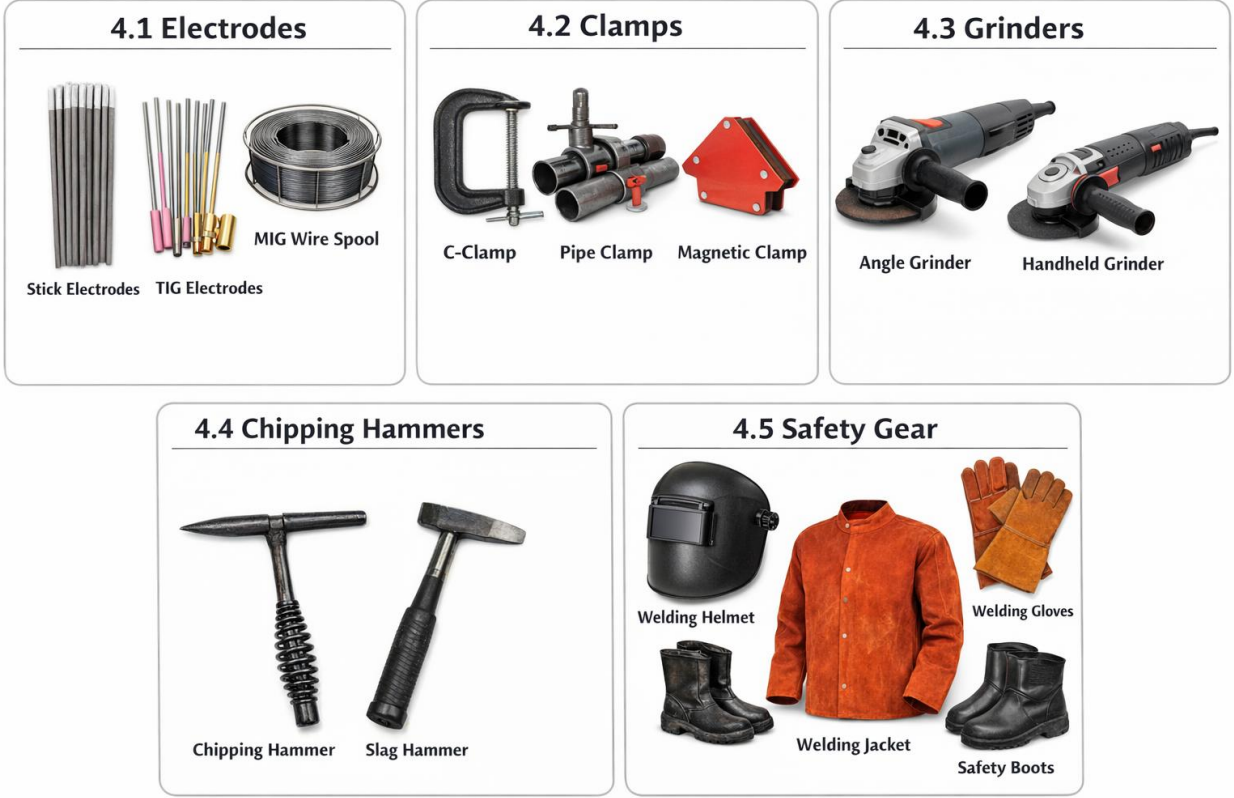 4.1 Electrodes
Stick Electrodes
TIG Electrodes
MIG Wire Spool
4.2 Clamps
C-Clamp
Pipe Clamp
Magnetic Clamp
4.3 Grinders
Angle Grinder
Handheld Grinder
4.4 Chipping Hammers
Chipping Hammer
Slag Hammer
4.5 Safety Gear
Welding Helmet
Welding Gloves
Welding Jacket
Safety Boots